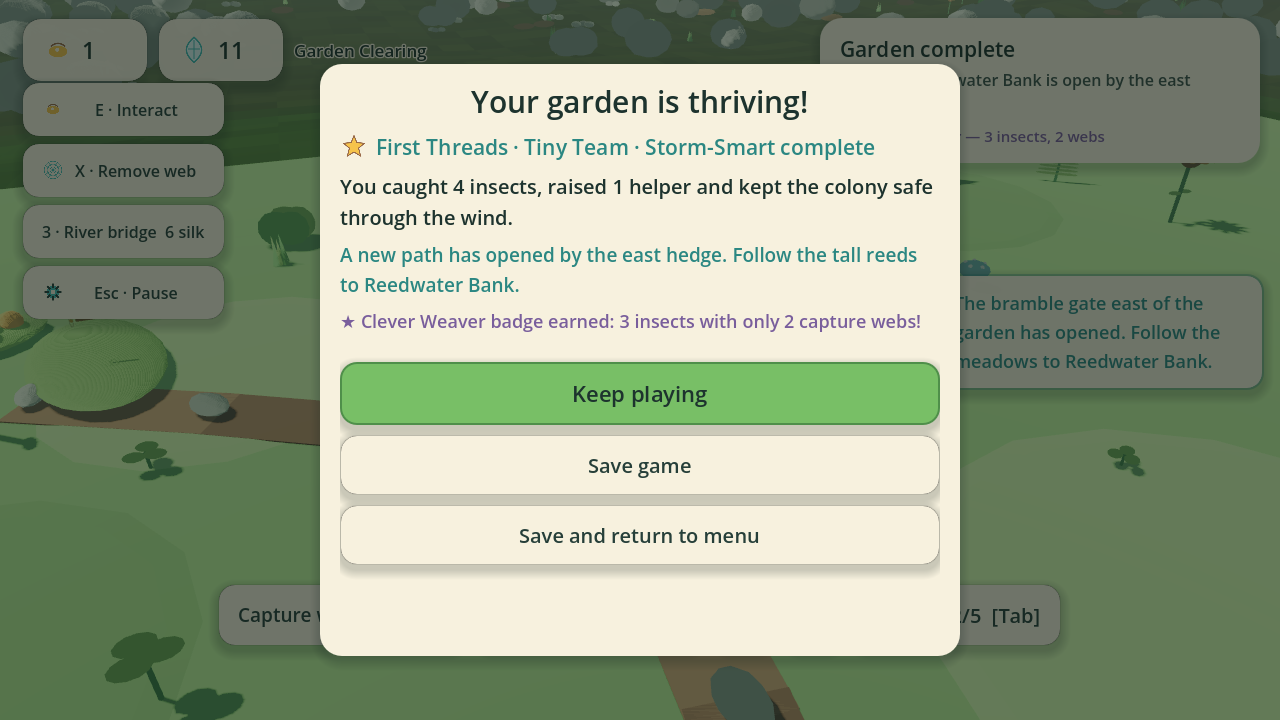 1
11
Garden Clearing
E · Interact
X · Remove web
3 · River bridge 6 silk
Esc · Pause
Garden complete
Bank is open by the east
— 3 insects, 2 webs
Your garden is thriving!
First Threads · Tiny Team · Storm-Smart complete
You caught 4 insects, raised 1 helper and kept the colony safe
through the wind.
A new path has opened by the east hedge. Follow the tall reeds
to Reedwater Bank.
★ Clever Weaver badge earned: 3 insects with only 2 capture webs!
Keep playing
Save game
Save and return to menu
The bramble gate east of the
garden has opened. Follow the
meadows to Reedwater Bank.
Capture
/5 [Tab]